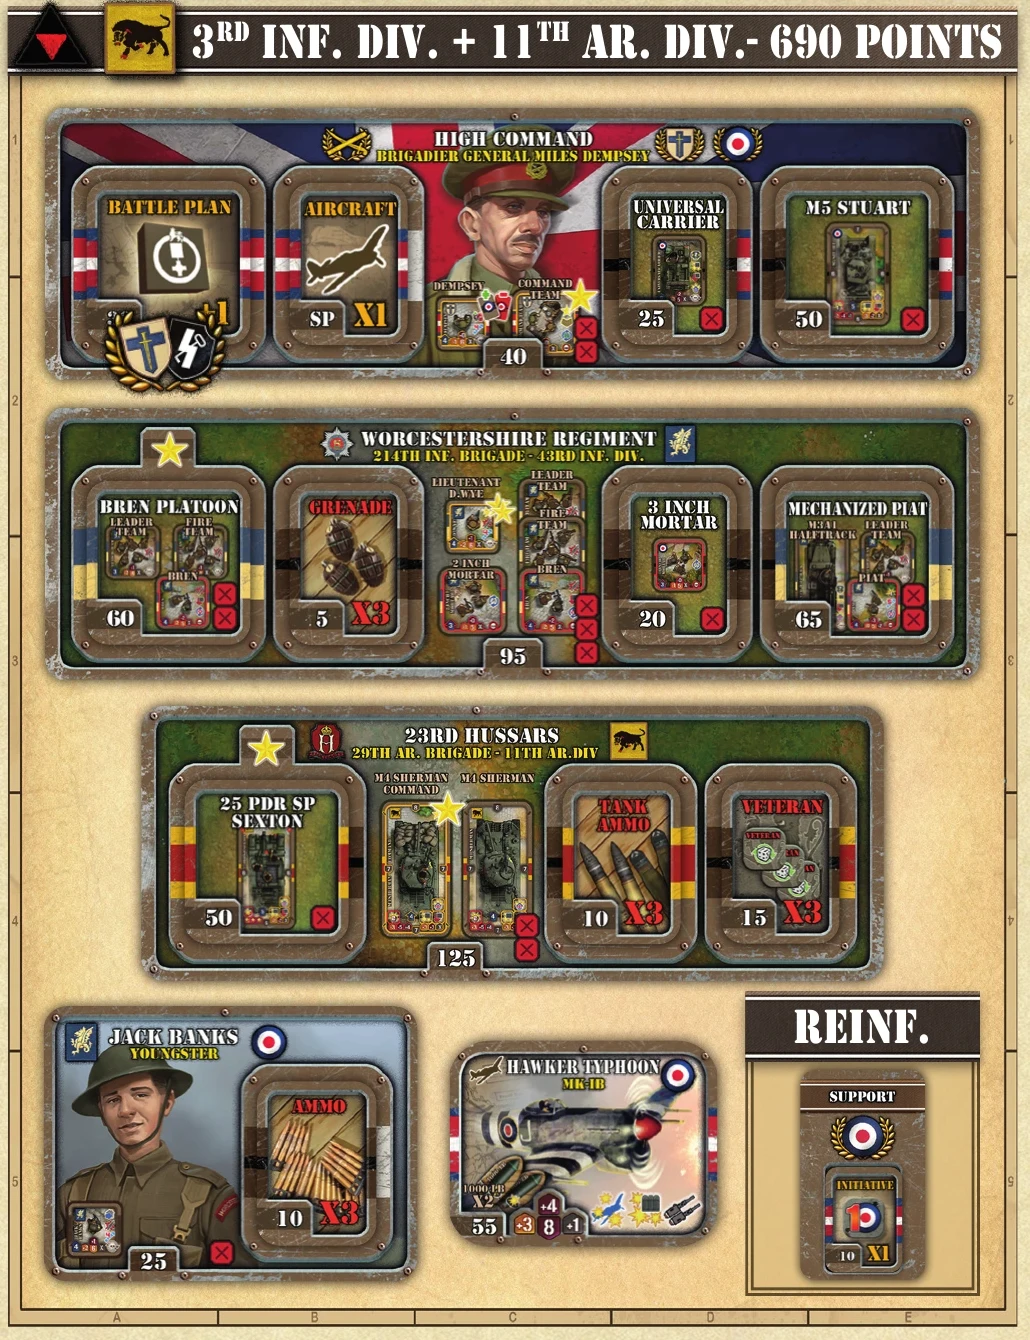 3RD INF. DIV. + 11TH AR. DIV.- 690 POINTS
HIGH COMMAND
BRIGADIER GENERAL MILES DEMPSEY
BATTLE PLAN
+1
AIRCRAFT
SP X1
DEMPSEY
COMMAND
TEAM
40
UNIVERSAL
CARRIER
25
M5 STUART
50
WORCESTERSHIRE REGIMENT
214TH INF. BRIGADE - 43RD INF. DIV.
BREN PLATOON
LEADER
TEAM
FIRE
TEAM
BREN
60
GRENADE
5 X3
LIEUTENANT
D.WYE
LEADER
TEAM
FIRE
TEAM
2 INCH
MORTAR
BREN
95
3 INCH
MORTAR
20
MECHANIZED PIAT
M3A1
HALFTRACK
LEADER
TEAM
PIAT
65
23RD HUSSARS
29TH AR. BRIGADE - 11TH AR.DIV
25 PDR SP
SEXTON
50
M4 SHERMAN
COMMAND
M4 SHERMAN
125
TANK
AMMO
10 X3
VETERAN
VETERAN
15 X3
JACK BANKS
YOUNGSTER
25
AMMO
10 X3
HAWKER TYPHOON
MK-IB
1000 LB
X2
55 +3 +4 8 +1
REINF.
SUPPORT
INITIATIVE
10 X1
1
2
3
4
5
A B C D E